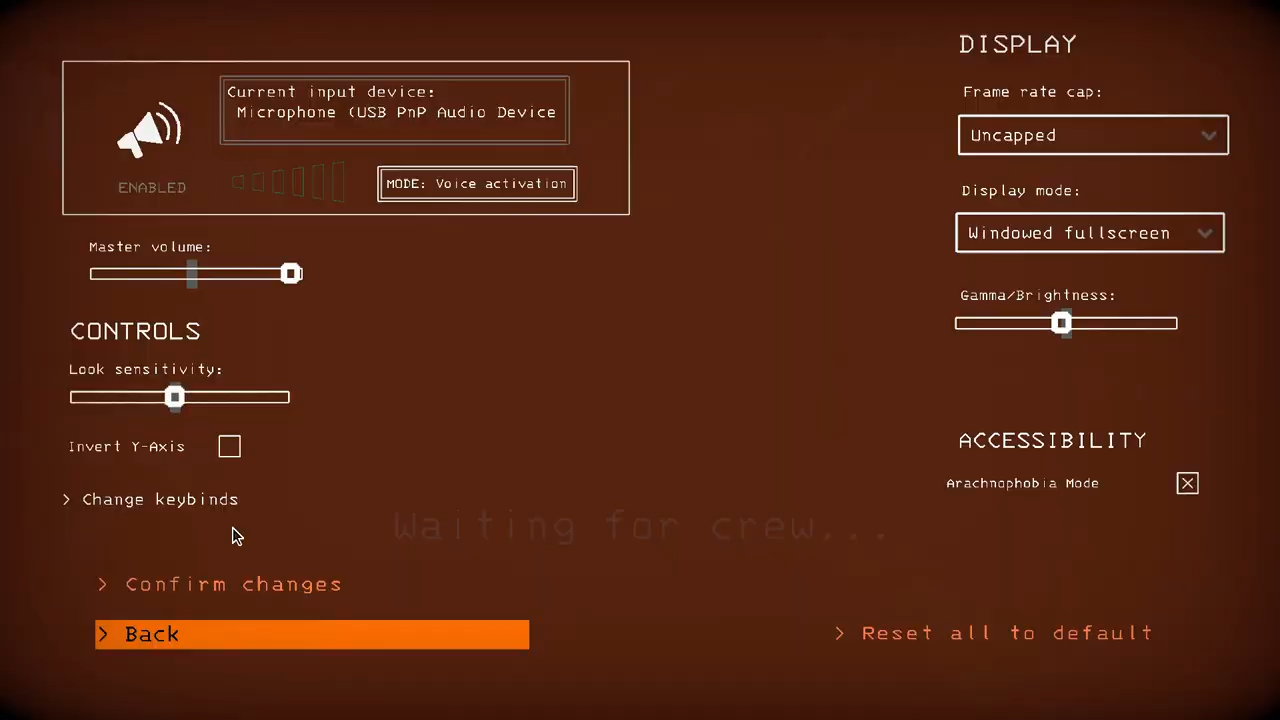 Current input device:
Microphone (USB PnP Audio Device
ENABLED
MODE: Voice activation
Master volume:
CONTROLS
Look sensitivity:
Invert Y-Axis
> Change keybinds
Waiting for crew...
> Confirm changes
> Back
DISPLAY
Frame rate cap:
Uncapped
Display mode:
Windowed fullscreen
Gamma/Brightness:
ACCESSIBILITY
Arachnophobia Mode
> Reset all to default